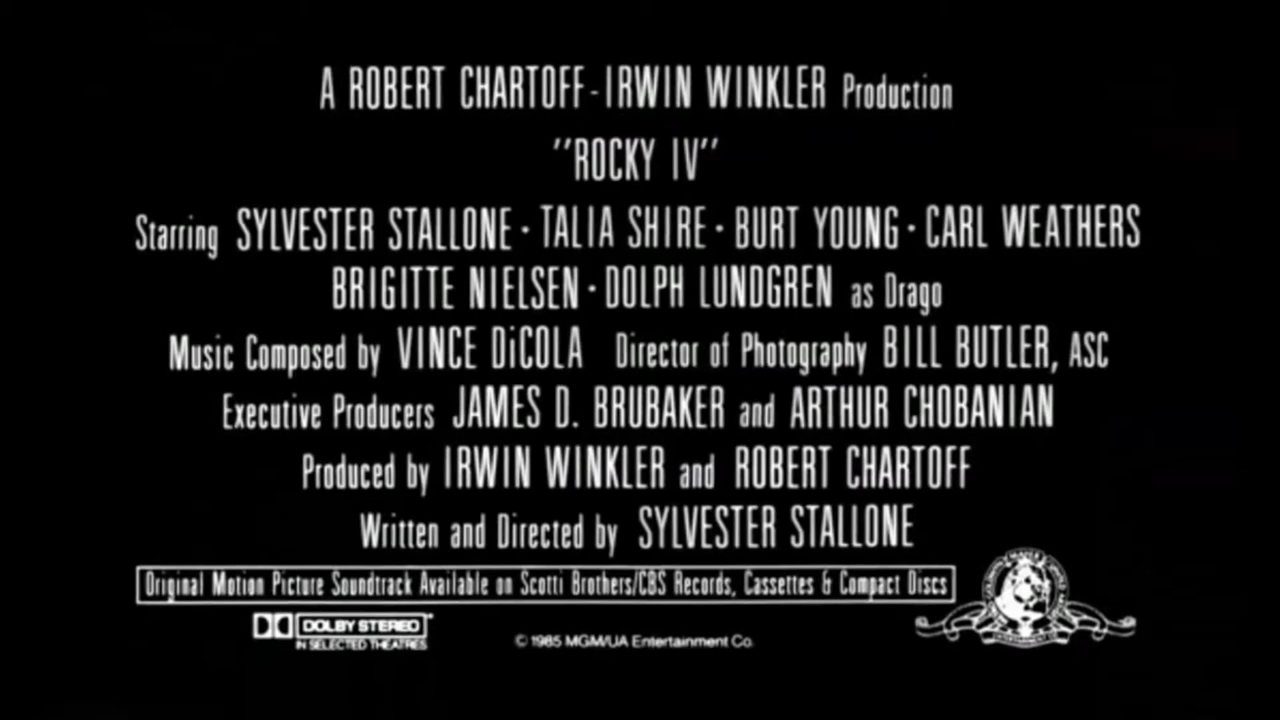 A ROBERT CHARTOFF-IRWIN WINKLER Production
"ROCKY IV"
Starring SYLVESTER STALLONE · TALIA SHIRE · BURT YOUNG · CARL WEATHERS
BRIGITTE NIELSEN · DOLPH LUNDGREN as Drago
Music Composed by VINCE DiCOLA Director of Photography BILL BUTLER, ASC
Executive Producers JAMES D. BRUBAKER and ARTHUR CHOBANIAN
Produced by IRWIN WINKLER and ROBERT CHARTOFF
Written and Directed by SYLVESTER STALLONE
Original Motion Picture Soundtrack Available on Scotti Brothers/CBS Records, Cassettes & Compact Discs
DOLBY STEREO
IN SELECTED THEATRES
© 1985 MGM/UA Entertainment Co.